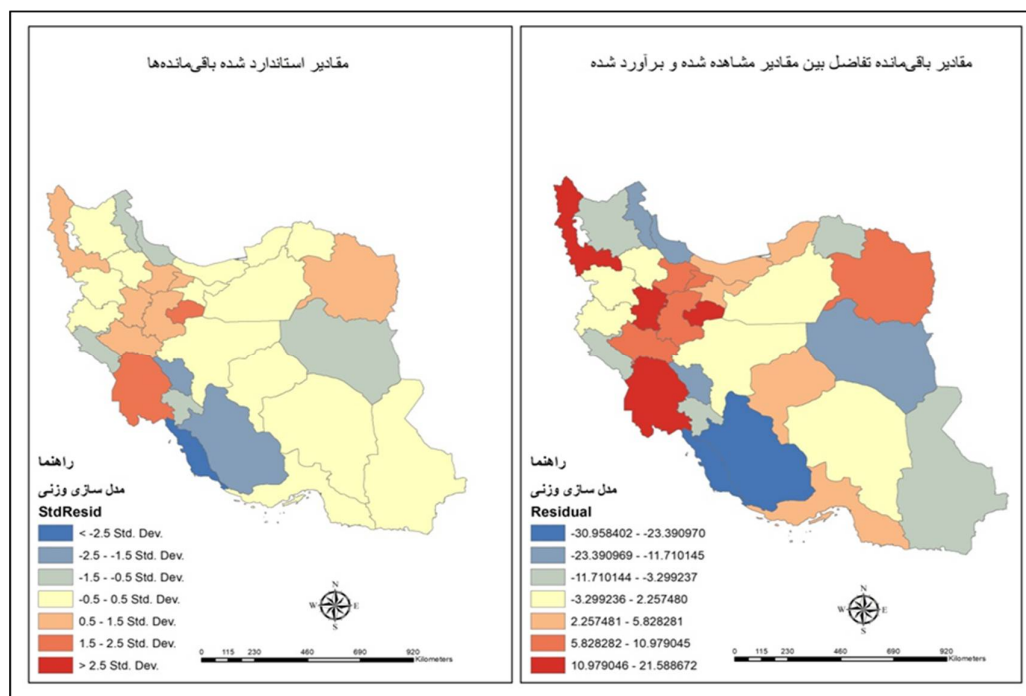 مقادیر باقی‌مانده تفاضل بین مقادیر مشاهده شده و برآورد شده
راهنما
مدل سازی وزنی
Residual
-30.958402 - -23.390970
-23.390969 - -11.710145
-11.710144 - -3.299237
-3.299236 - 2.257480
2.257481 - 5.828281
5.828282 - 10.979045
10.979046 - 21.588672
N
W E
S
0 115 230 460 690 920
Kilometers
مقادیر استاندارد شده باقی‌مانده‌ها
راهنما
مدل سازی وزنی
StdResid
< -2.5 Std. Dev.
-2.5 - -1.5 Std. Dev.
-1.5 - -0.5 Std. Dev.
-0.5 - 0.5 Std. Dev.
0.5 - 1.5 Std. Dev.
1.5 - 2.5 Std. Dev.
> 2.5 Std. Dev.
N
W E
S
0 115 230 460 690 920
Kilometers